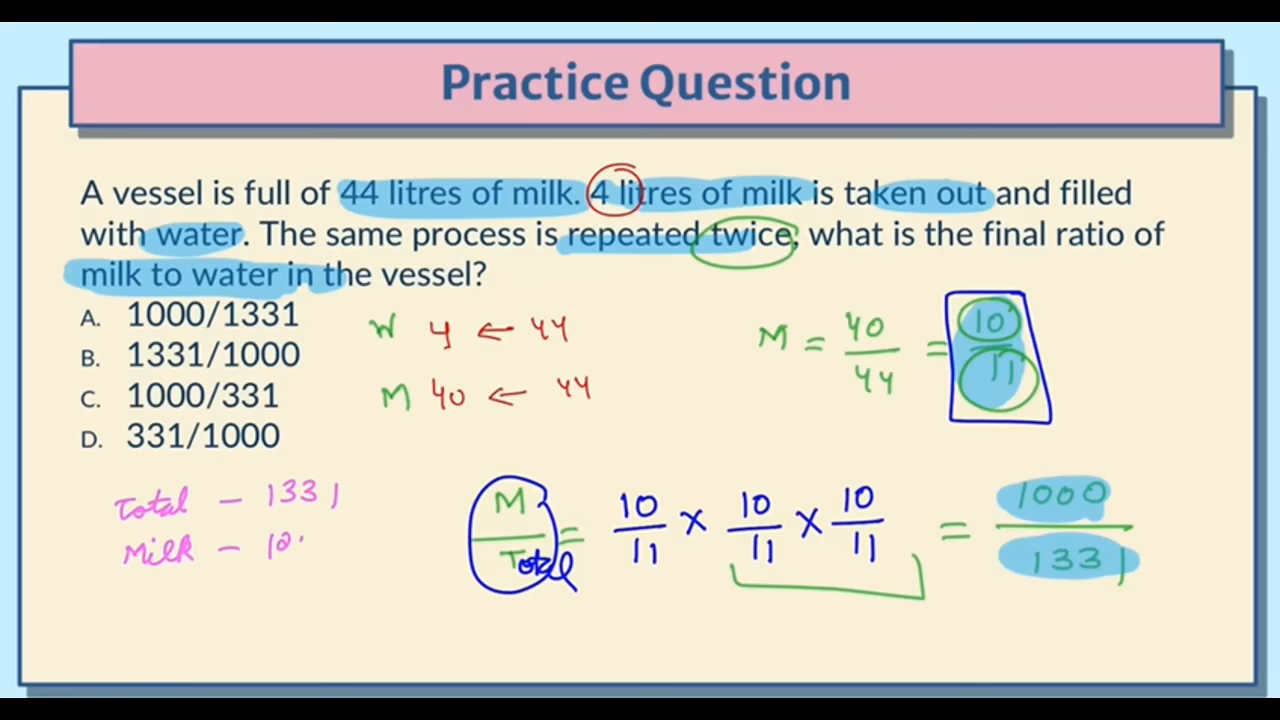 Practice Question
A vessel is full of 44 litres of milk. 4 litres of milk is taken out and filled
with water. The same process is repeated twice, what is the final ratio of
milk to water in the vessel?
A. 1000/1331
B. 1331/1000
C. 1000/331
D. 331/1000
W 4 ← 44
M 40 ← 44
M = 40/44 = 10/11
Total - 1331
Milk - 10
M/Total = 10/11 × 10/11 × 10/11 = 1000/1331